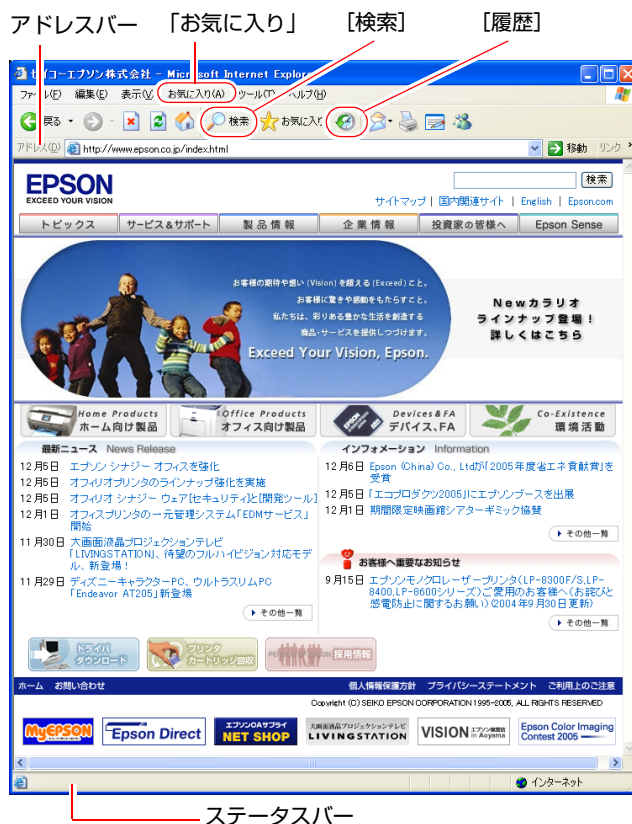 アドレスバー 「お気に入り」 [検索] [履歴]
セイコーエプソン株式会社 - Microsoft Internet Explo
ファイル(F) 編集(E) 表示(V) お気に入り(A) ツール(T) ヘルプ(H)
戻る 検索 お気に入り
アドレス(D) http://www.epson.co.jp/index.html 移動 リンク »
EPSON
EXCEED YOUR VISION
検索
サイトマップ | 国内関連サイト | English | Epson.com
トピックス サービス&サポート 製品情報 企業情報 投資家の皆様へ Epson Sense
お客様の期待や想い (Vision) を超える (Exceed) こと。
お客様に驚きや感動をもたらすこと。
私たちは、彩りある豊かな生活を創造する
商品・サービスを提供しつづけます。
Exceed Your Vision, Epson.
Newカラリオ
ラインナップ登場!
詳しくはこちら
Home Products
ホーム向け製品
Office Products
オフィス向け製品
Devices&FA
デバイス、FA
Co-Existence
環境活動
最新ニュース News Release
12月5日 エプソン シナジー オフィスを強化
12月5日 オフィリオプリンタのラインナップ強化を実施
12月5日 オフィリオ シナジー ウェア[セキュリティ]と[開発ツール]
12月1日 オフィスプリンタの一元管理システム「EDMサービス」
開始
11月30日 大画面液晶プロジェクションテレビ
「LIVINGSTATION」、待望のフルハイビジョン対応モデ
ル、新登場!
11月29日 ディズニーキャラクターPC、ウルトラスリムPC
「Endeavor AT205」新登場
その他一覧
インフォメーション Information
12月6日 Epson (China) Co., Ltdが「2005年度省エネ貢献賞」を
受賞
12月5日 「エコプロダクツ2005」にエプソンブースを出展
12月1日 期間限定映画館シアターギミック協賛
その他一覧
お客様へ重要なお知らせ
9月15日 エプソンモノクロレーザープリンタ(LP-8300F/S,LP-
8400,LP-8600シリーズ)ご愛用のお客様へ(お詫びと
感電防止に関するお願い)(2004年9月30日更新)
その他一覧
ドライバ
ダウンロード
プリンタ
カートリッジ回収
採用情報
ホーム お問い合わせ 個人情報保護方針 プライバシーステートメント ご利用上のご注意
Copyright (C) SEIKO EPSON CORPORATION 1995-2005, ALL RIGHTS RESERVED
MyEPSON
Epson Direct
エプソンOAサプライ
NET SHOP
大画面液晶プロジェクションテレビ
LIVINGSTATION
VISION in Aoyama
Epson Color Imaging
Contest 2005
インターネット
ステータスバー